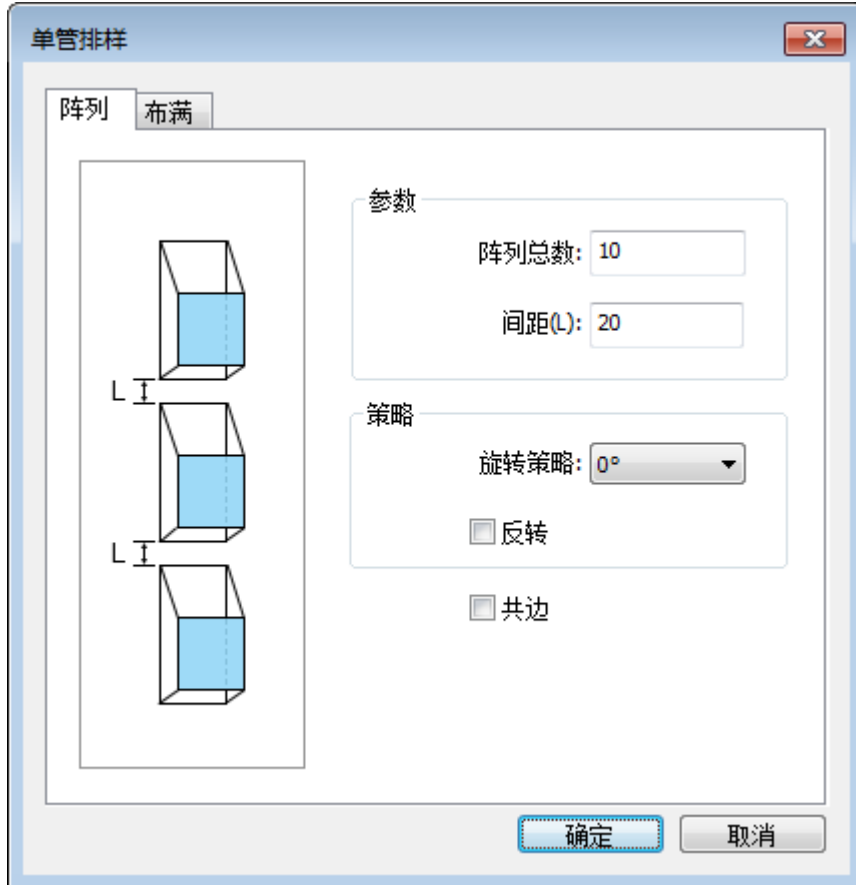 单管排样
阵列 布满
参数
阵列总数: 10
间距(L): 20
L
L
策略
旋转策略: 0°
反转
共边
确定 取消